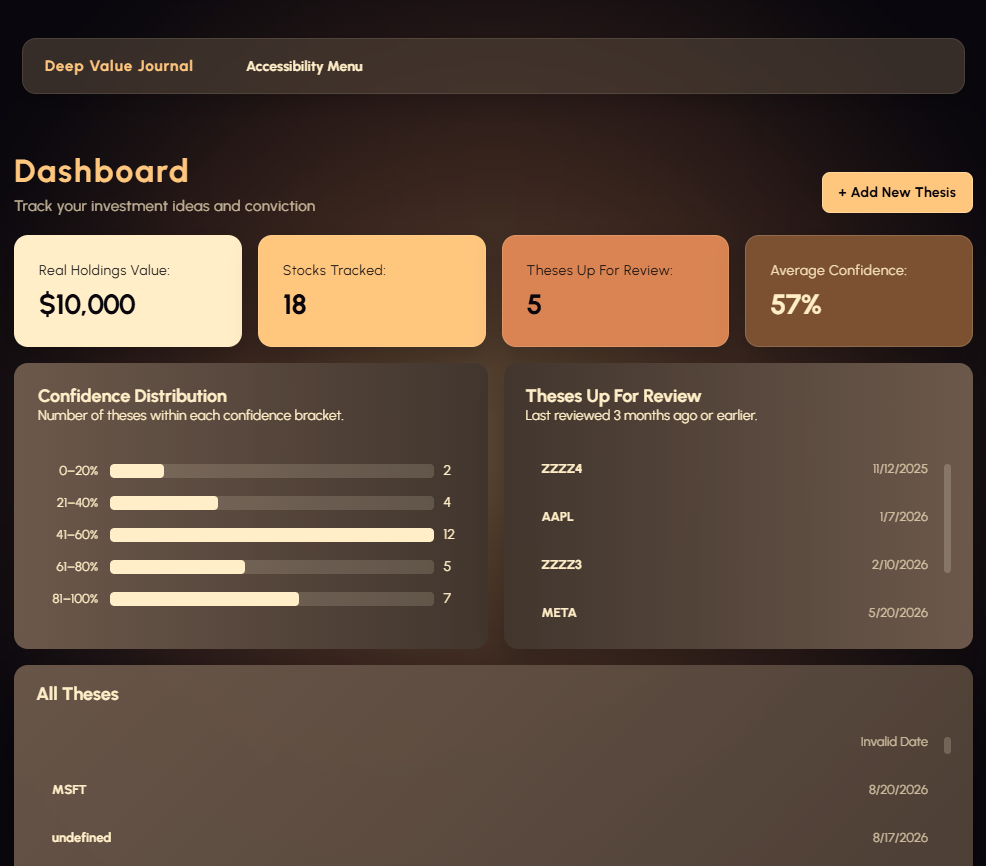 Deep Value Journal Accessibility Menu
Dashboard
Track your investment ideas and conviction
+ Add New Thesis
Real Holdings Value:
$10,000
Stocks Tracked:
18
Theses Up For Review:
5
Average Confidence:
57%
Confidence Distribution
Number of theses within each confidence bracket.
0–20% 2
21–40% 4
41–60% 12
61–80% 5
81–100% 7
Theses Up For Review
Last reviewed 3 months ago or earlier.
ZZZZ4 11/12/2025
AAPL 1/7/2026
ZZZZ3 2/10/2026
META 5/20/2026
All Theses
Invalid Date
MSFT 8/20/2026
undefined 8/17/2026